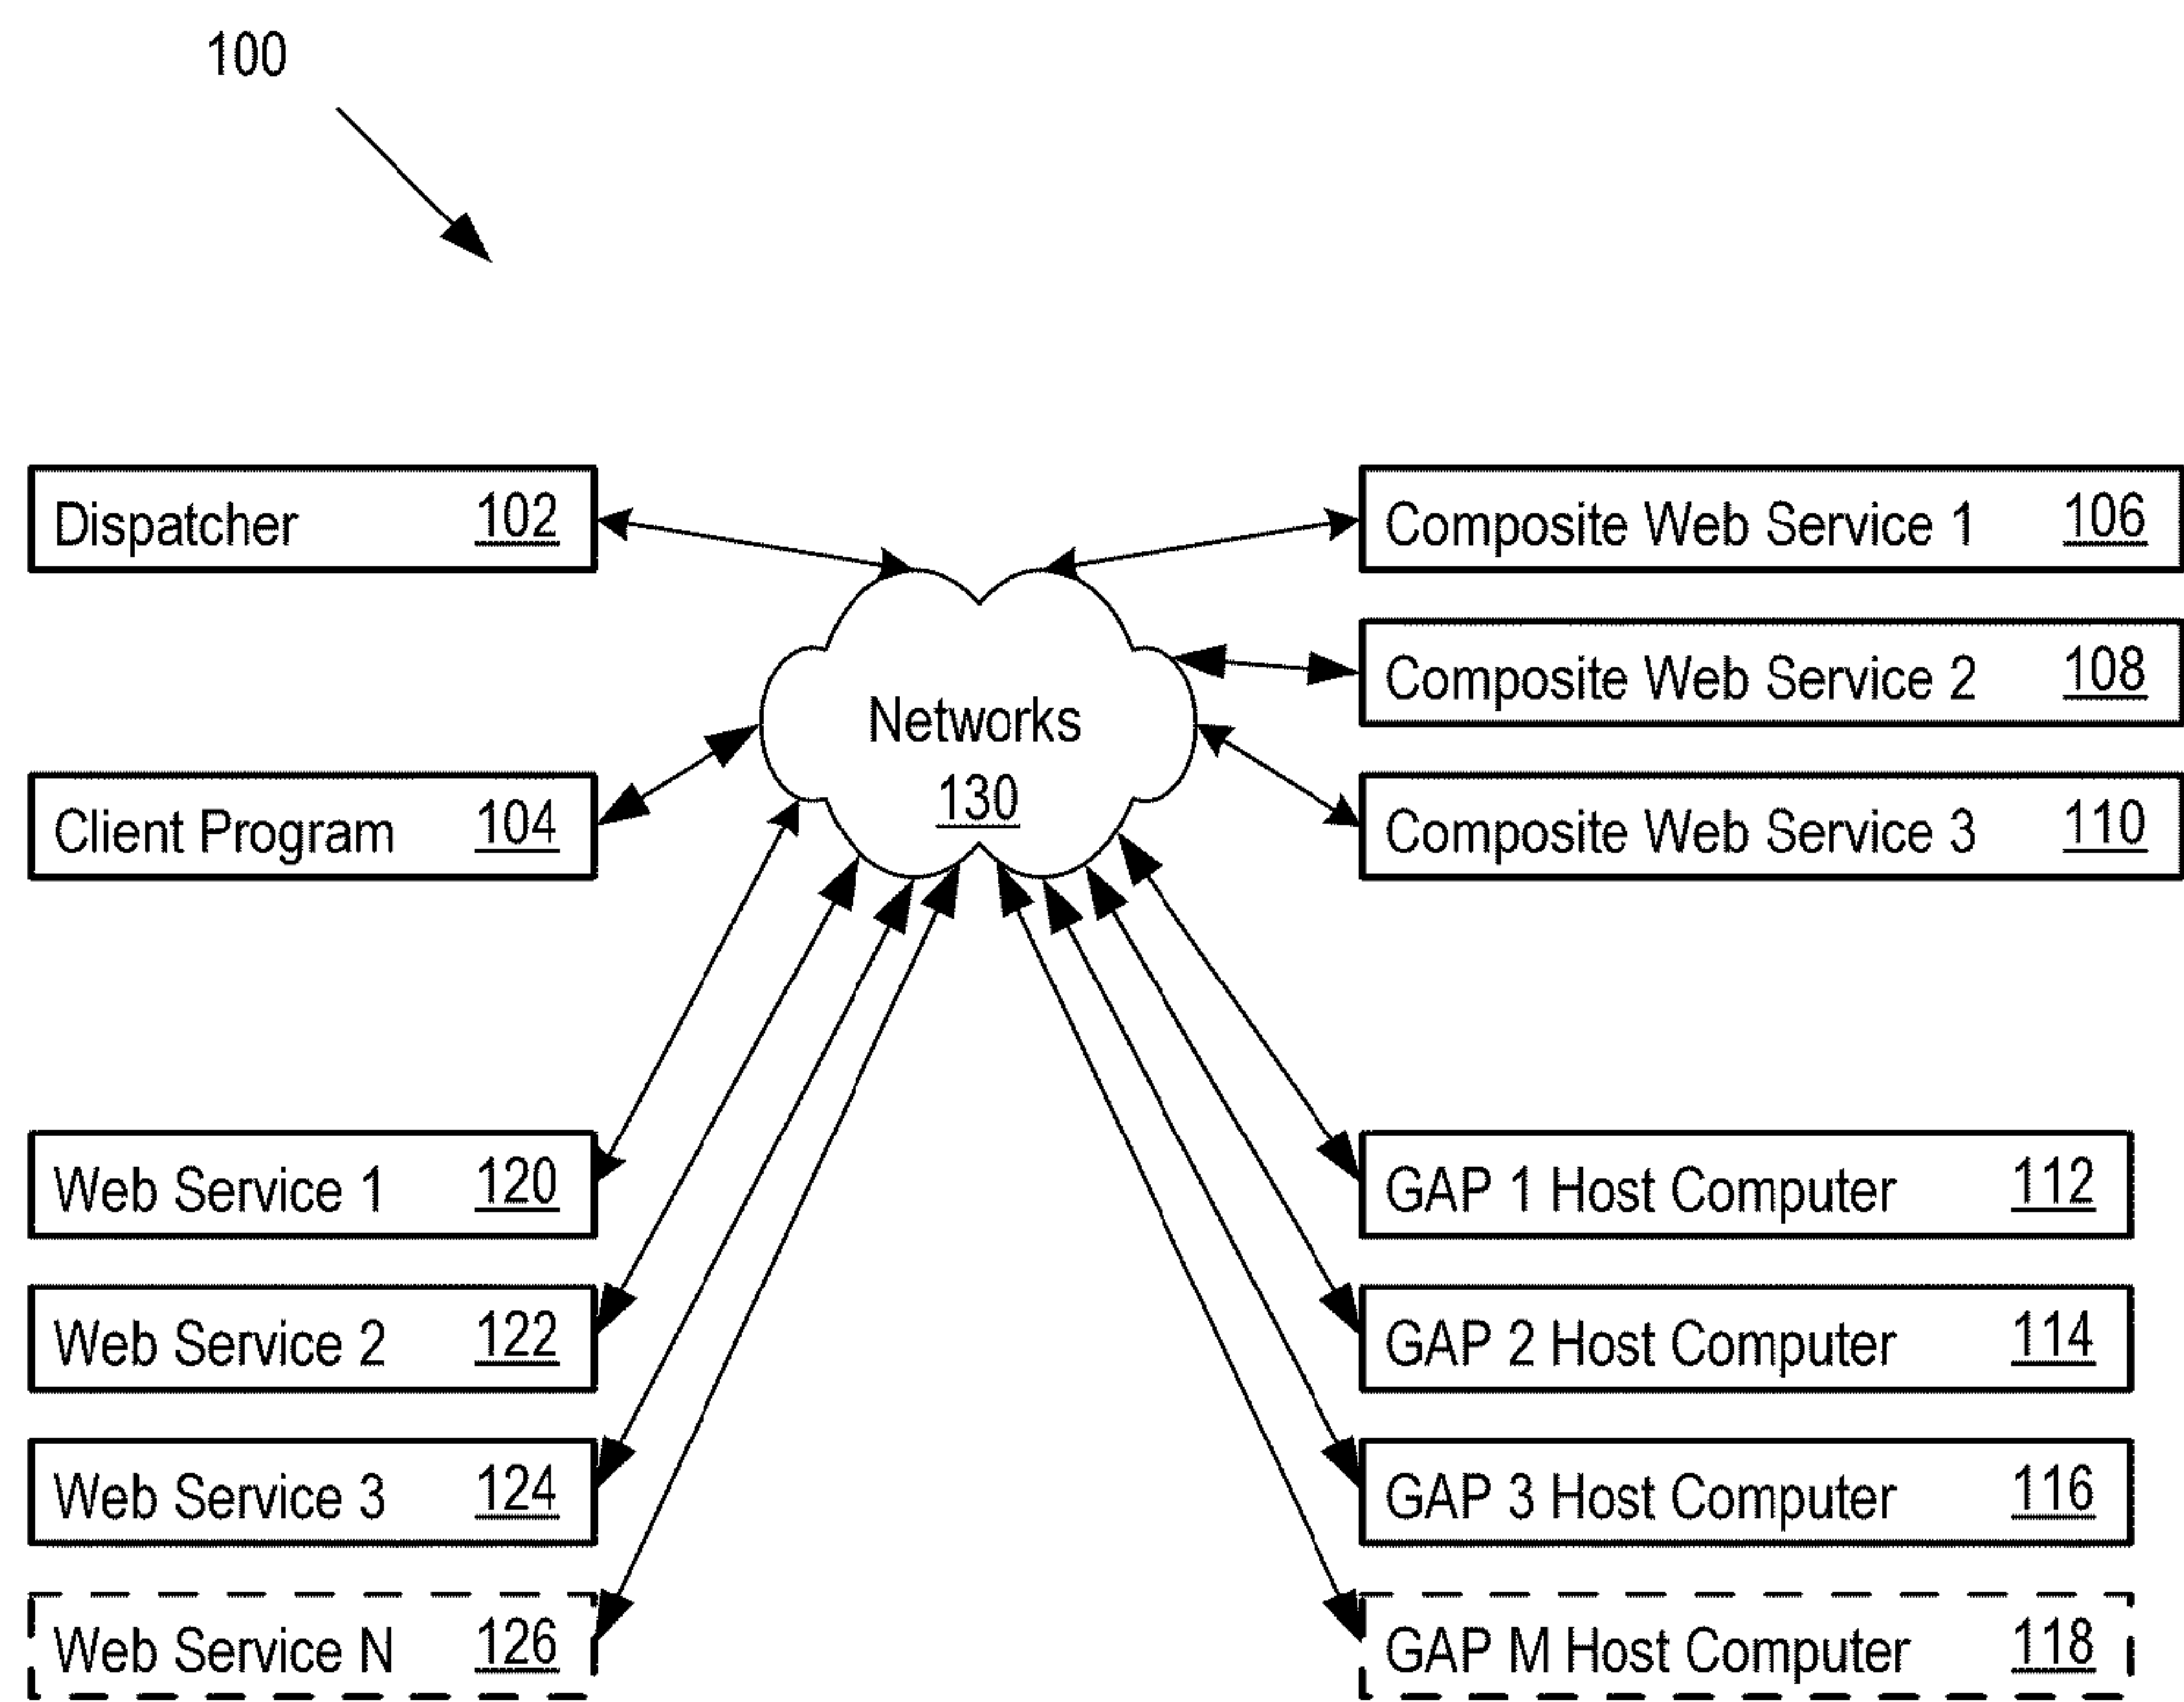 100
Dispatcher 102
Composite Web Service 1 106
Composite Web Service 2 108
Networks
130
Client Program 104
Composite Web Service 3 110
Web Service 1 120
GAP 1 Host Computer 112
Web Service 2 122
GAP 2 Host Computer 114
Web Service 3 124
GAP 3 Host Computer 116
Web Service N 126
GAP M Host Computer 118